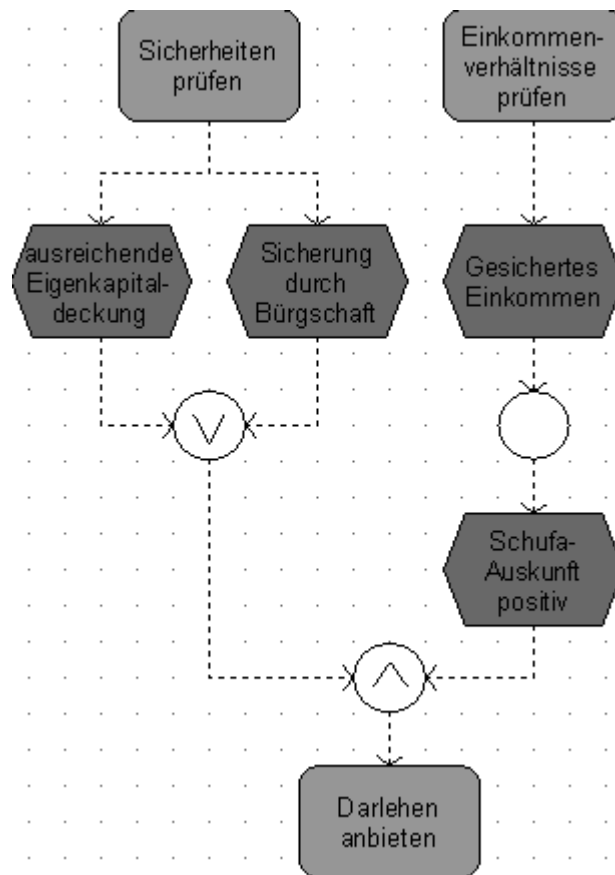 Sicherheiten
prüfen
Einkommen-
verhältnisse
prüfen
ausreichende
Eigenkapital-
deckung
Sicherung
durch
Bürgschaft
Gesichertes
Einkommen
Schufa-
Auskunft
positiv
Darlehen
anbieten